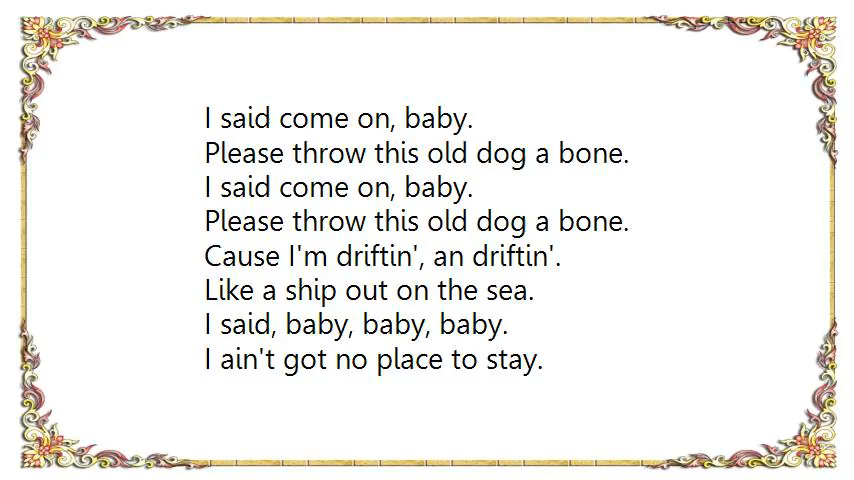 I said come on, baby.
Please throw this old dog a bone.
I said come on, baby.
Please throw this old dog a bone.
Cause I'm driftin', an driftin'.
Like a ship out on the sea.
I said, baby, baby, baby.
I ain't got no place to stay.